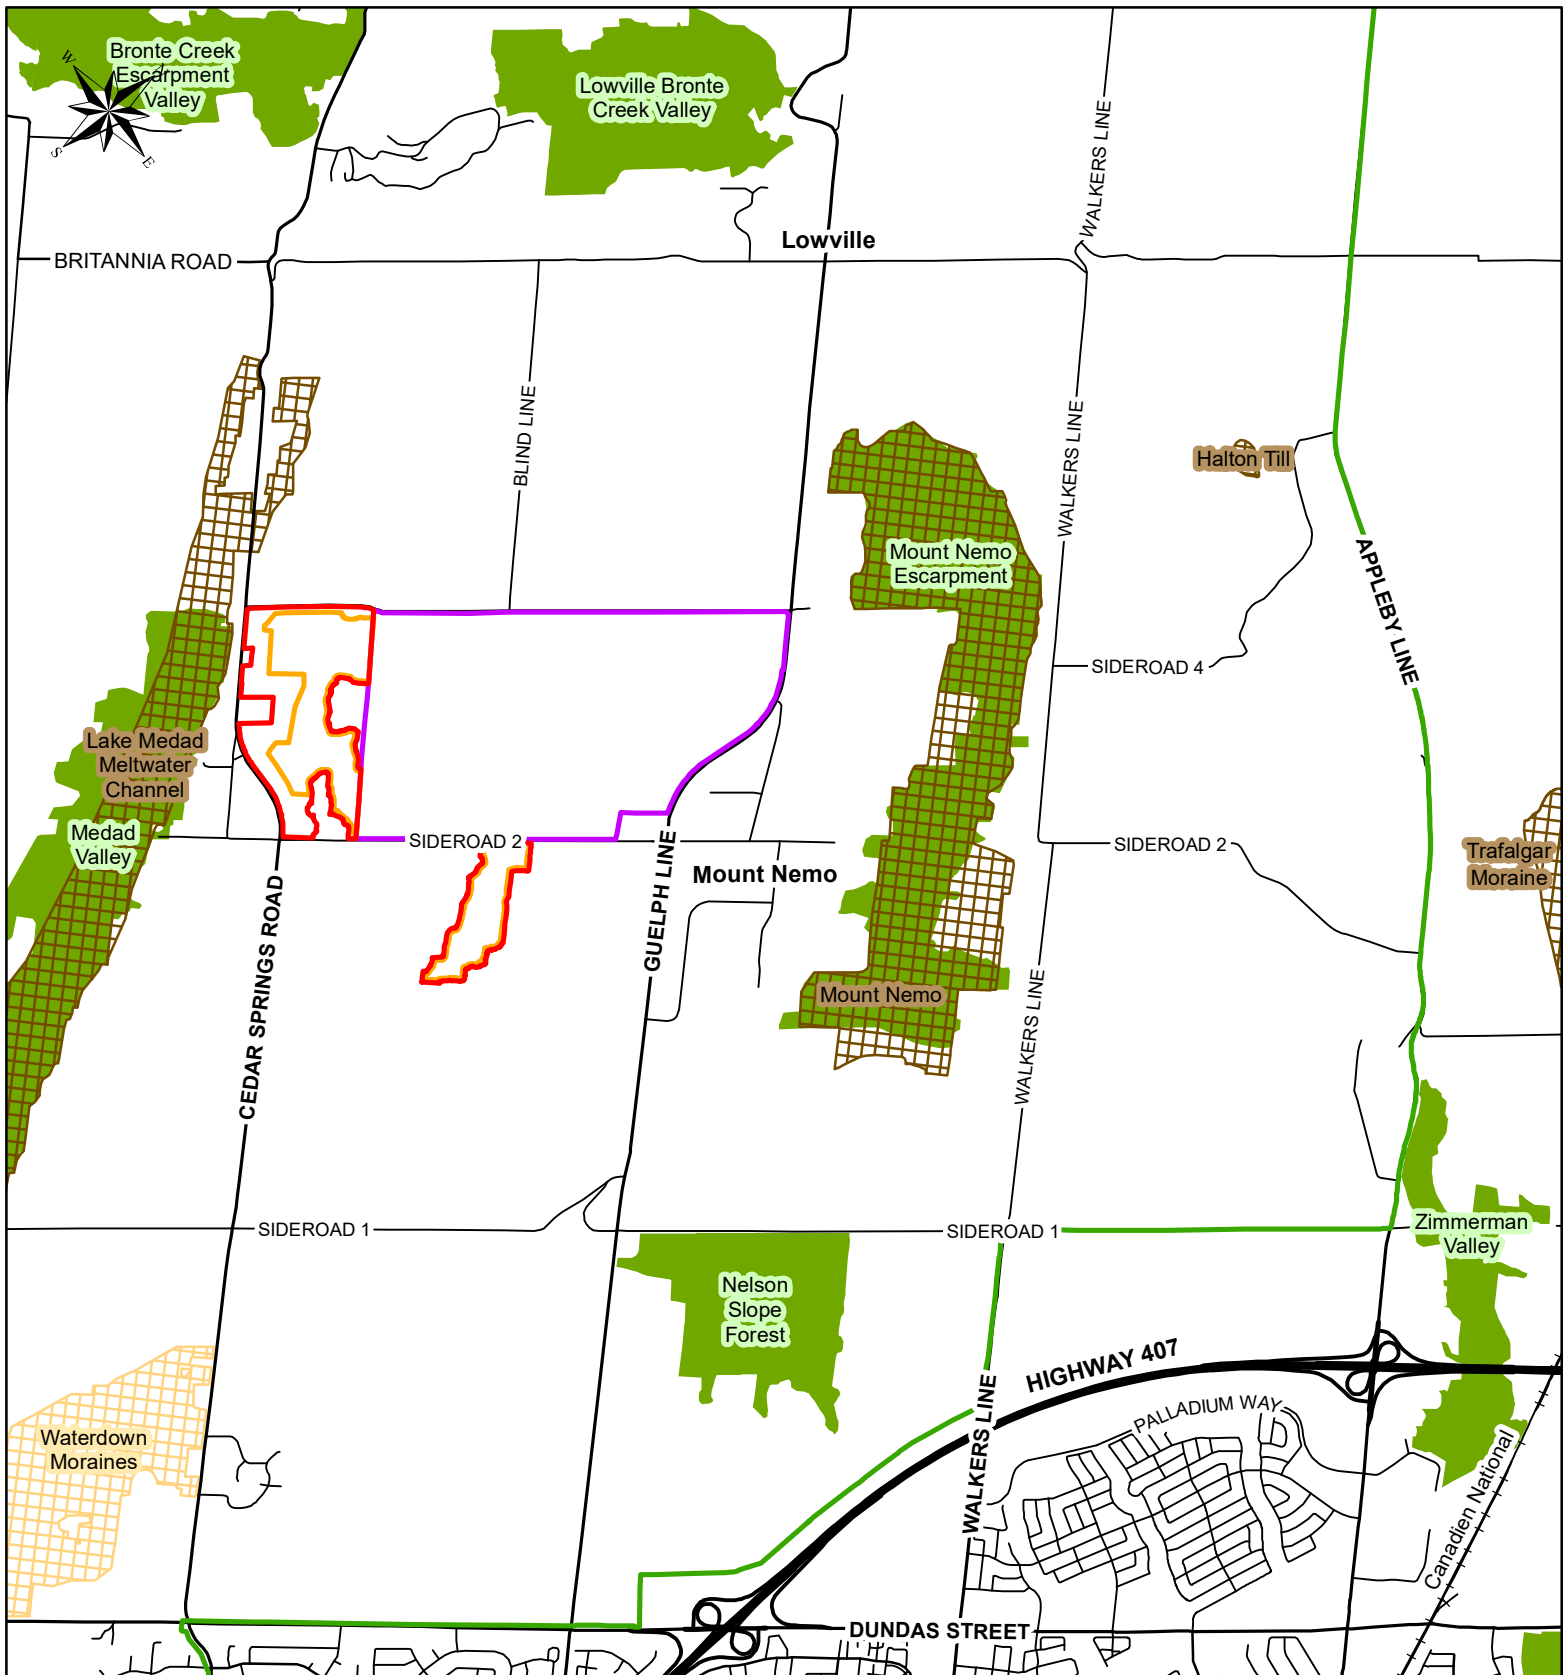 Bronte Creek
Escarpment
Valley
W
S
E
Lowville Bronte
Creek Valley
WALKERS LINE
Lowville
BRITANNIA ROAD
BLIND LINE
WALKERS LINE
Halton Till
Mount Nemo
Escarpment
APPLEBY LINE
SIDEROAD 4
Lake Medad
Meltwater
Channel
Medad
Valley
SIDEROAD 2
SIDEROAD 2
Trafalgar
Moraine
Mount Nemo
GUELPH LINE
CEDAR SPRINGS ROAD
Mount Nemo
WALKERS LINE
SIDEROAD 1
SIDEROAD 1
Zimmerman
Valley
Nelson
Slope
Forest
HIGHWAY 407
WALKERS LINE
PALLADIUM WAY
Waterdown
Moraines
Canadien National
DUNDAS STREET